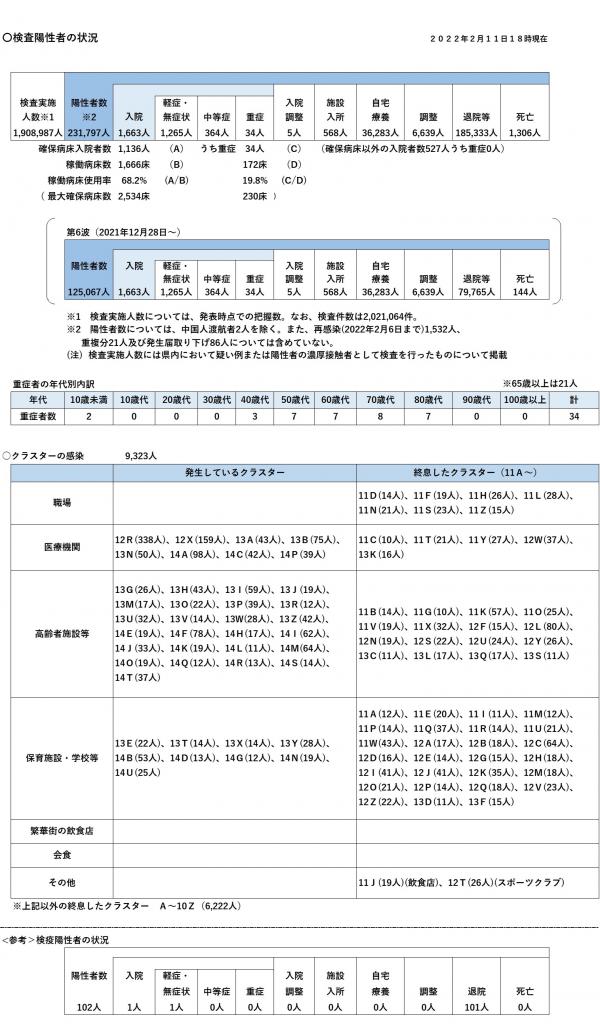 〇検査陽性者の状況
２０２２年２月１１日１８時現在
検査実施人数※1 陽性者数※2 入院 軽症・無症状 中等症 重症 入院調整 施設入所 自宅療養 調整 退院等 死亡
1,908,987人 231,797人 1,663人 1,265人 364人 34人 5人 568人 36,283人 6,639人 185,333人 1,306人
確保病床入院者数 1,136人 (A) うち重症 34人 (C) (確保病床以外の入院者数527人うち重症0人)
稼働病床数 1,666床 (B) 172床 (D)
稼働病床使用率 68.2% (A/B) 19.8% (C/D)
( 最大確保病床数 2,534床 230床 )
第6波（2021年12月28日～）
陽性者数 入院 軽症・無症状 中等症 重症 入院調整 施設入所 自宅療養 調整 退院等 死亡
125,067人 1,663人 1,265人 364人 34人 5人 568人 36,283人 6,639人 79,765人 144人
※1 検査実施人数については、発表時点での把握数。なお、検査件数は2,021,064件。
※2 陽性者数については、中国人渡航者2人を除く。また、再感染(2022年2月6日まで)1,532人、
重複分21人及び発生届取り下げ86人については含めていない。
(注) 検査実施人数には県内において疑い例または陽性者の濃厚接触者として検査を行ったものについて掲載
重症者の年代別内訳
※65歳以上は21人
年代 10歳未満 10歳代 20歳代 30歳代 40歳代 50歳代 60歳代 70歳代 80歳代 90歳代 100歳以上 計
重症者数 2 0 0 0 3 7 7 8 7 0 0 34
○クラスターの感染 9,323人
発生しているクラスター 終息したクラスター（11Ａ～）
職場
11Ｄ(14人)、11Ｆ(19人)、11Ｈ(26人)、11Ｌ(28人)、
11Ｎ(21人)、11Ｓ(23人)、11Ｚ(15人)
医療機関
12Ｒ(338人)、12Ｘ(159人)、13Ａ(43人)、13Ｂ(75人)、
13Ｎ(50人)、14Ａ(98人)、14Ｃ(42人)、14Ｐ(39人)
11Ｃ(10人)、11Ｔ(21人)、11Ｙ(27人)、12Ｗ(37人)、
13Ｋ(16人)
高齢者施設等
13Ｇ(26人)、13Ｈ(43人)、13Ｉ(59人)、13Ｊ(19人)、
13Ｍ(17人)、13Ｏ(22人)、13Ｐ(39人)、13Ｒ(12人)、
13Ｕ(32人)、13Ｖ(14人)、13Ｗ(28人)、13Ｚ(42人)、
14Ｅ(19人)、14Ｆ(78人)、14Ｈ(17人)、14Ｉ(62人)、
14Ｊ(33人)、14Ｋ(19人)、14Ｌ(11人)、14Ｍ(64人)、
14Ｏ(19人)、14Ｑ(12人)、14Ｒ(13人)、14Ｓ(14人)、
14Ｔ(37人)
11Ｂ(14人)、11Ｇ(10人)、11Ｋ(57人)、11Ｏ(25人)、
11Ｖ(19人)、11Ｘ(32人)、12Ｆ(15人)、12Ｌ(80人)、
12Ｎ(19人)、12Ｓ(22人)、12Ｕ(24人)、12Ｙ(26人)、
13Ｃ(11人)、13Ｌ(17人)、13Ｑ(17人)、13Ｓ(11人)
保育施設・学校等
13Ｅ(22人)、13Ｔ(14人)、13Ｘ(14人)、13Ｙ(28人)、
14Ｂ(53人)、14Ｄ(13人)、14Ｇ(12人)、14Ｎ(19人)、
14Ｕ(25人)
11Ａ(12人)、11Ｅ(20人)、11Ｉ(11人)、11Ｍ(12人)、
11Ｐ(14人)、11Ｑ(37人)、11Ｒ(14人)、11Ｕ(21人)、
11Ｗ(43人)、12Ａ(17人)、12Ｂ(18人)、12Ｃ(64人)、
12Ｄ(16人)、12Ｅ(14人)、12Ｇ(15人)、12Ｈ(18人)、
12Ｉ(41人)、12Ｊ(41人)、12Ｋ(35人)、12Ｍ(18人)、
12Ｏ(21人)、12Ｐ(14人)、12Ｑ(18人)、12Ｖ(23人)、
12Ｚ(22人)、13Ｄ(11人)、13Ｆ(15人)
繁華街の飲食店
会食
その他
11Ｊ(19人)(飲食店)、12Ｔ(26人)(スポーツクラブ)
※上記以外の終息したクラスター Ａ～10Ｚ（6,222人）
<参考>検疫陽性者の状況
陽性者数 入院 軽症・無症状 中等症 重症 入院調整 施設入所 自宅療養 調整 退院 死亡
102人 1人 1人 0人 0人 0人 0人 0人 0人 101人 0人